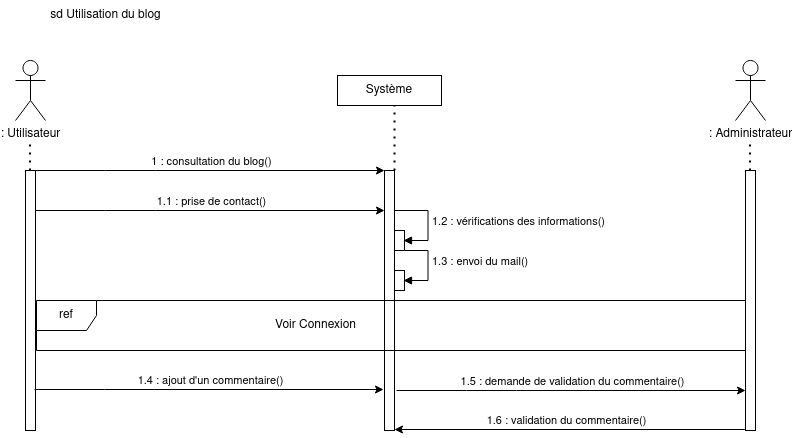 sd Utilisation du blog
Système
: Utilisateur
: Administrateur
1 : consultation du blog()
1.1 : prise de contact()
1.2 : vérifications des informations()
1.3 : envoi du mail()
ref
Voir Connexion
1.4 : ajout d'un commentaire()
1.5 : demande de validation du commentaire()
1.6 : validation du commentaire()